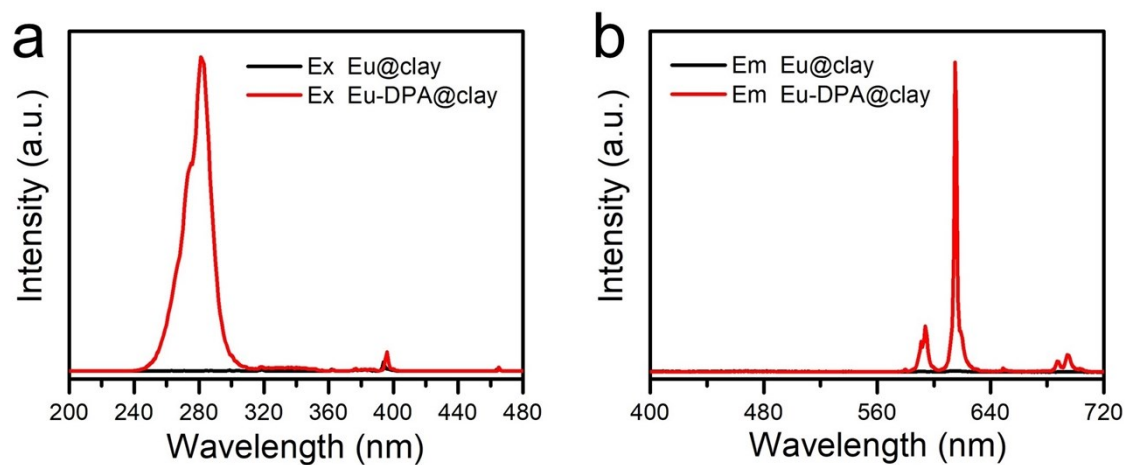 a
Ex Eu@clay
Ex Eu-DPA@clay
Intensity (a.u.)
200 240 280 320 360 400 440 480
Wavelength (nm)
b
Em Eu@clay
Em Eu-DPA@clay
Intensity (a.u.)
400 480 560 640 720
Wavelength (nm)